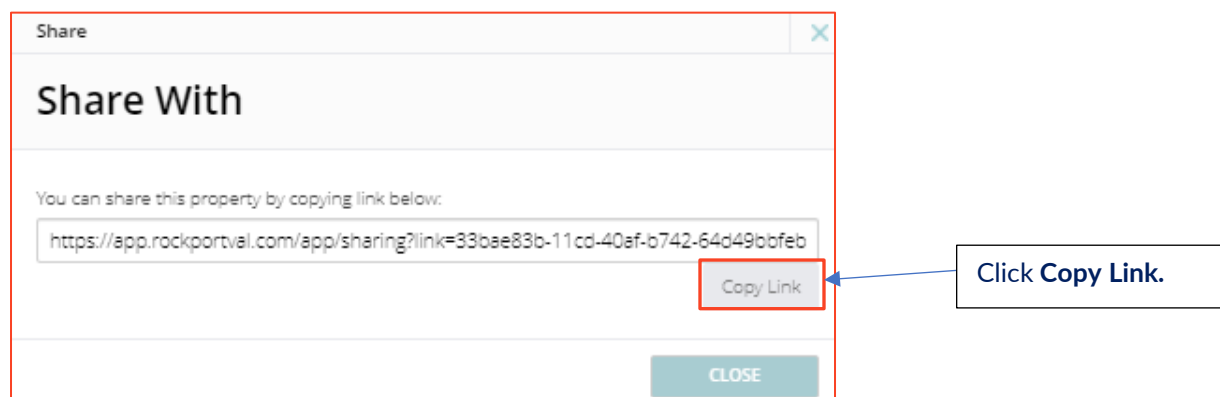 Share
Share With
You can share this property by copying link below:
https://app.rockportval.com/app/sharing?link=33bae83b-11cd-40af-b742-64d49bbfeb
Copy Link
Click Copy Link.
CLOSE